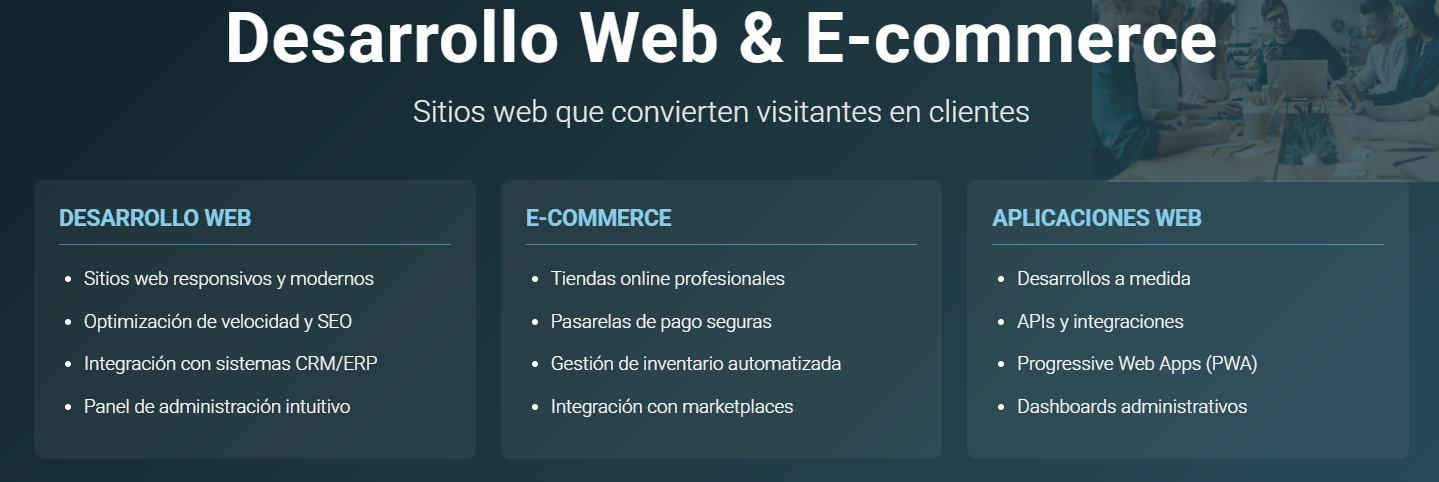 Desarrollo Web & E-commerce
Sitios web que convierten visitantes en clientes
DESARROLLO WEB
• Sitios web responsivos y modernos
• Optimización de velocidad y SEO
• Integración con sistemas CRM/ERP
• Panel de administración intuitivo
E-COMMERCE
• Tiendas online profesionales
• Pasarelas de pago seguras
• Gestión de inventario automatizada
• Integración con marketplaces
APLICACIONES WEB
• Desarrollos a medida
• APIs y integraciones
• Progressive Web Apps (PWA)
• Dashboards administrativos